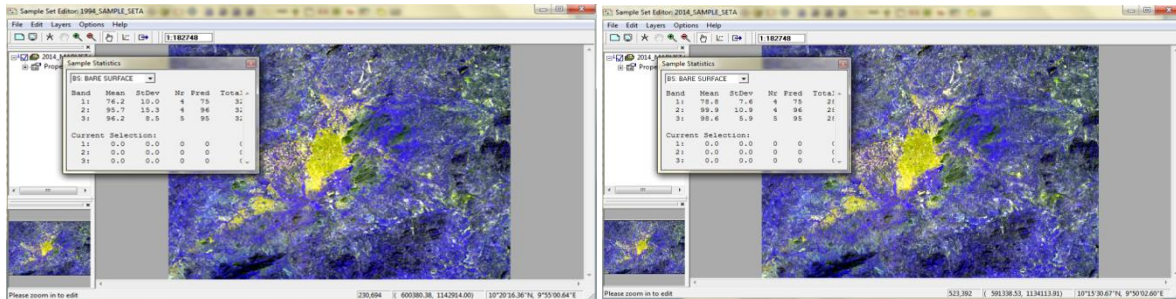 Sample Set Editor: 1994_SAMPLE_SETA
File Edit Layers Options Help
1:182748
Sample Statistics
BS: BARE SURFACE
Band Mean StDev Nr Pred Total
1: 76.2 10.0 4 75
2: 95.7 15.3 4 96
3: 96.2 8.5 5 95
Current Selection:
1: 0.0 0.0 0 0
2: 0.0 0.0 0 0
3: 0.0 0.0 0 0
Please zoom in to edit
230,694 ( 600380.38, 1142914.00) 10°20'16.36"N, 9°55'00.64"E
Sample Set Editor: 2014_SAMPLE_SETA
File Edit Layers Options Help
1:182748
Sample Statistics
BS: BARE SURFACE
Band Mean StDev Nr Pred Total
1: 78.8 7.6 4 75
2: 99.9 10.9 4 96
3: 98.6 5.9 5 95
Current Selection:
1: 0.0 0.0 0 0
2: 0.0 0.0 0 0
3: 0.0 0.0 0 0
Please zoom in to edit
523,392 ( 591338.53, 1134113.91) 10°15'30.67"N, 9°50'02.60"E